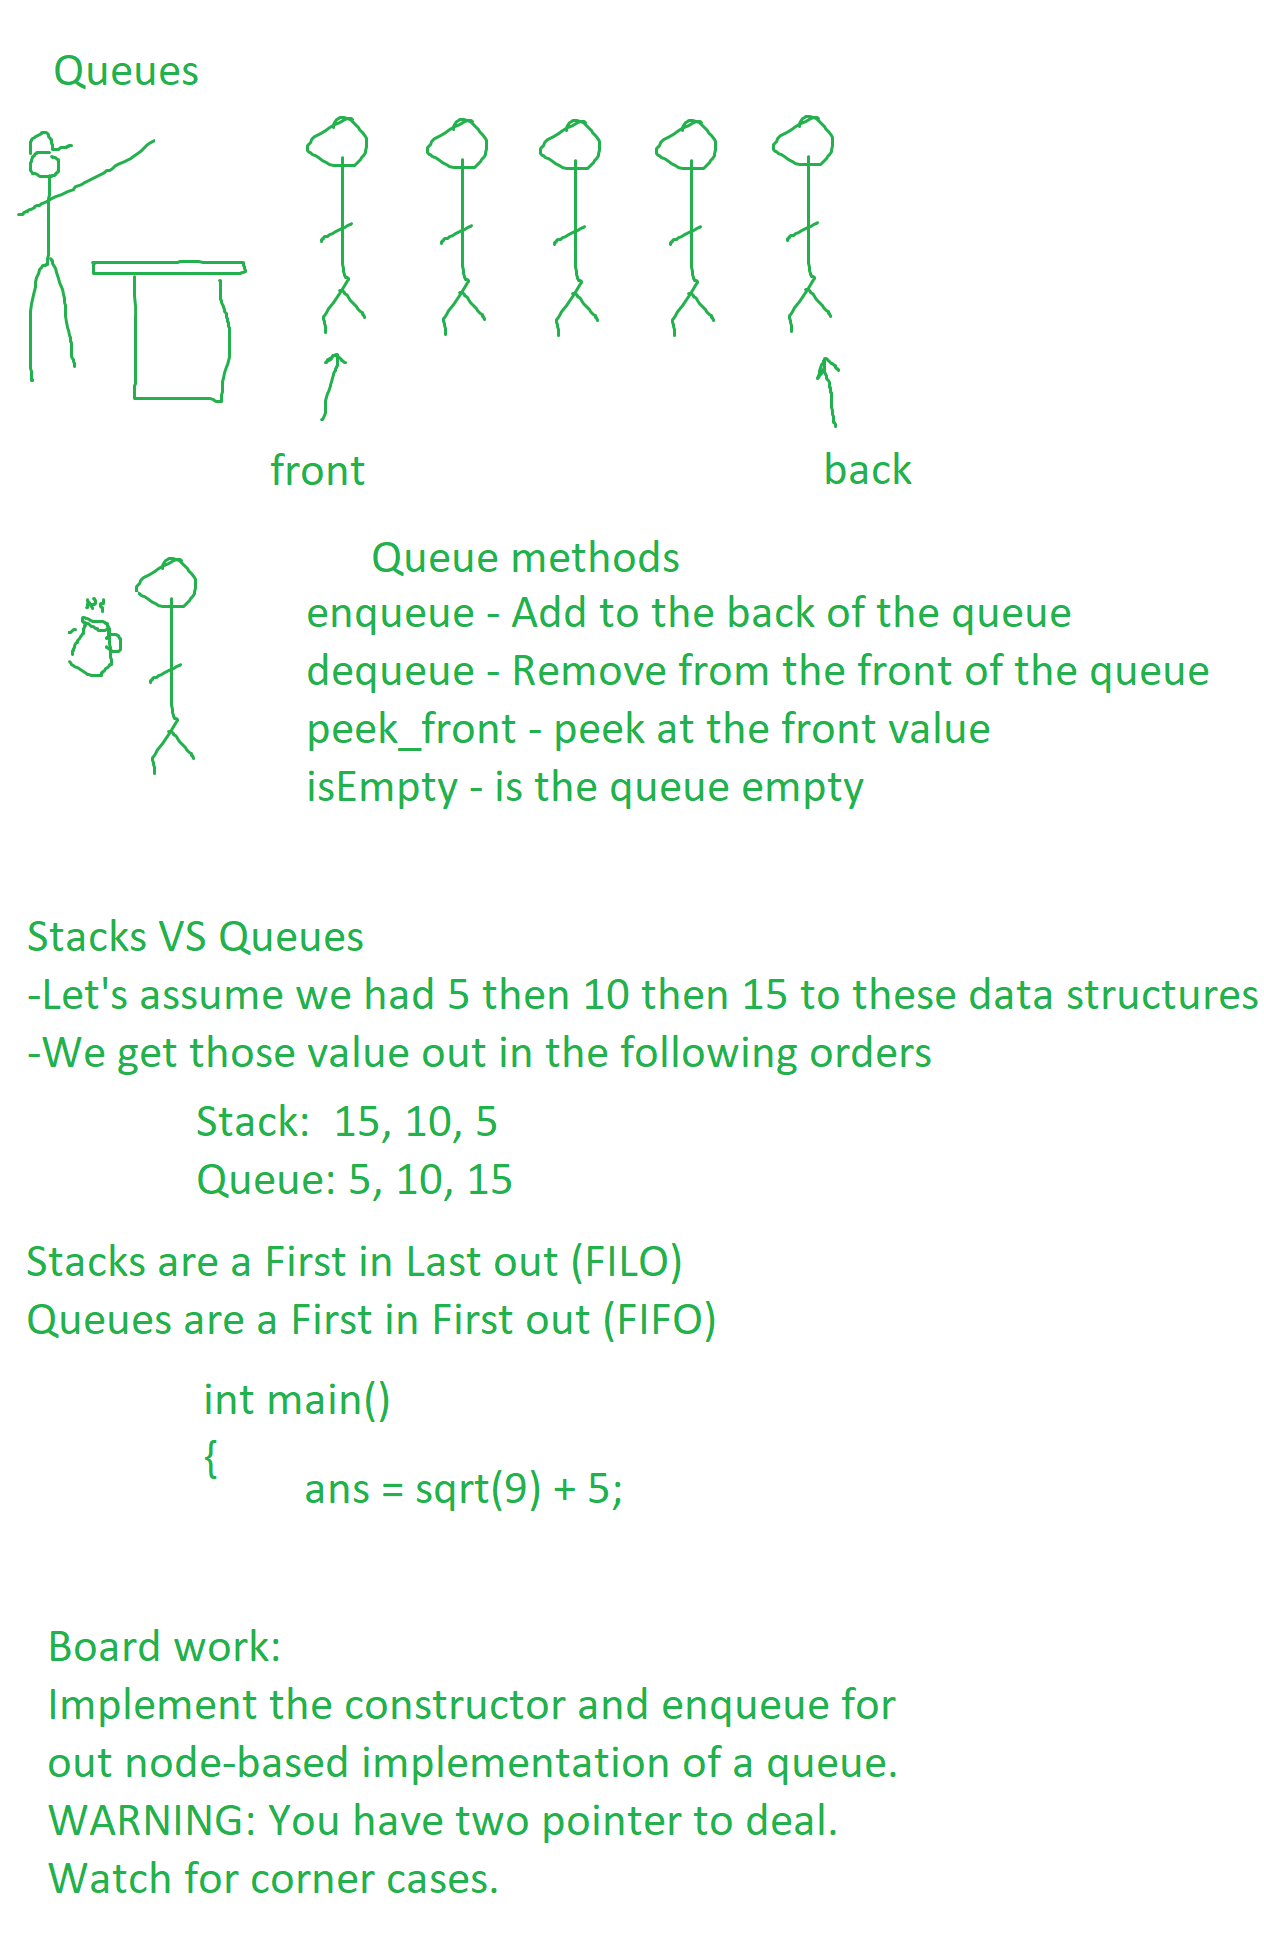 Queues
front
back
Queue methods
enqueue - Add to the back of the queue
dequeue - Remove from the front of the queue
peek_front - peek at the front value
isEmpty - is the queue empty
Stacks VS Queues
-Let's assume we had 5 then 10 then 15 to these data structures
-We get those value out in the following orders
Stack:  15, 10, 5
Queue: 5, 10, 15
Stacks are a First in Last out (FILO)
Queues are a First in First out (FIFO)
int main()
{
ans = sqrt(9) + 5;
Board work:
Implement the constructor and enqueue for
out node-based implementation of a queue.
WARNING: You have two pointer to deal.
Watch for corner cases.